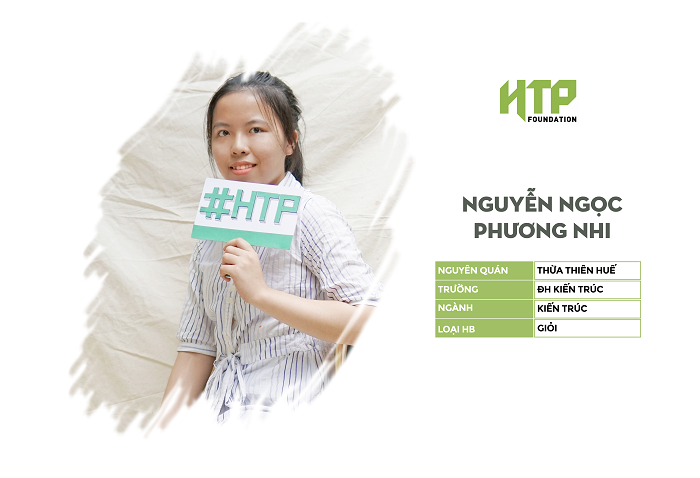 #HTP
HTP
FOUNDATION
NGUYỄN NGỌC
PHƯƠNG NHI
NGUYÊN QUÁN THỪA THIÊN HUẾ
TRƯỜNG ĐH KIẾN TRÚC
NGÀNH KIẾN TRÚC
LOẠI HB GIỎI